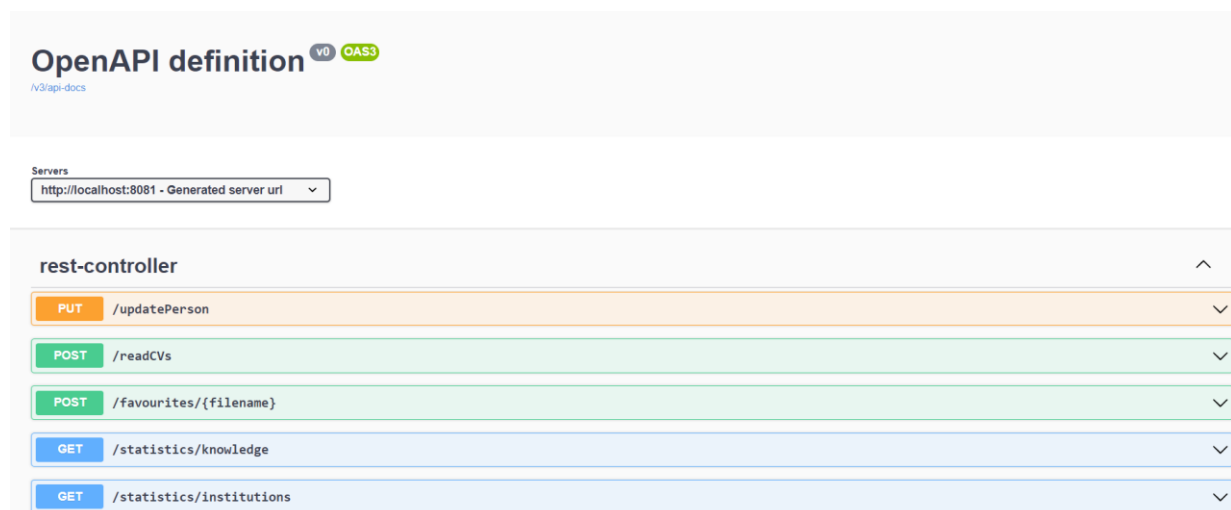 OpenAPI definition v0 OAS3
/v3/api-docs
Servers
http://localhost:8081 - Generated server url
rest-controller
PUT /updatePerson
POST /readCVs
POST /favourites/{filename}
GET /statistics/knowledge
GET /statistics/institutions